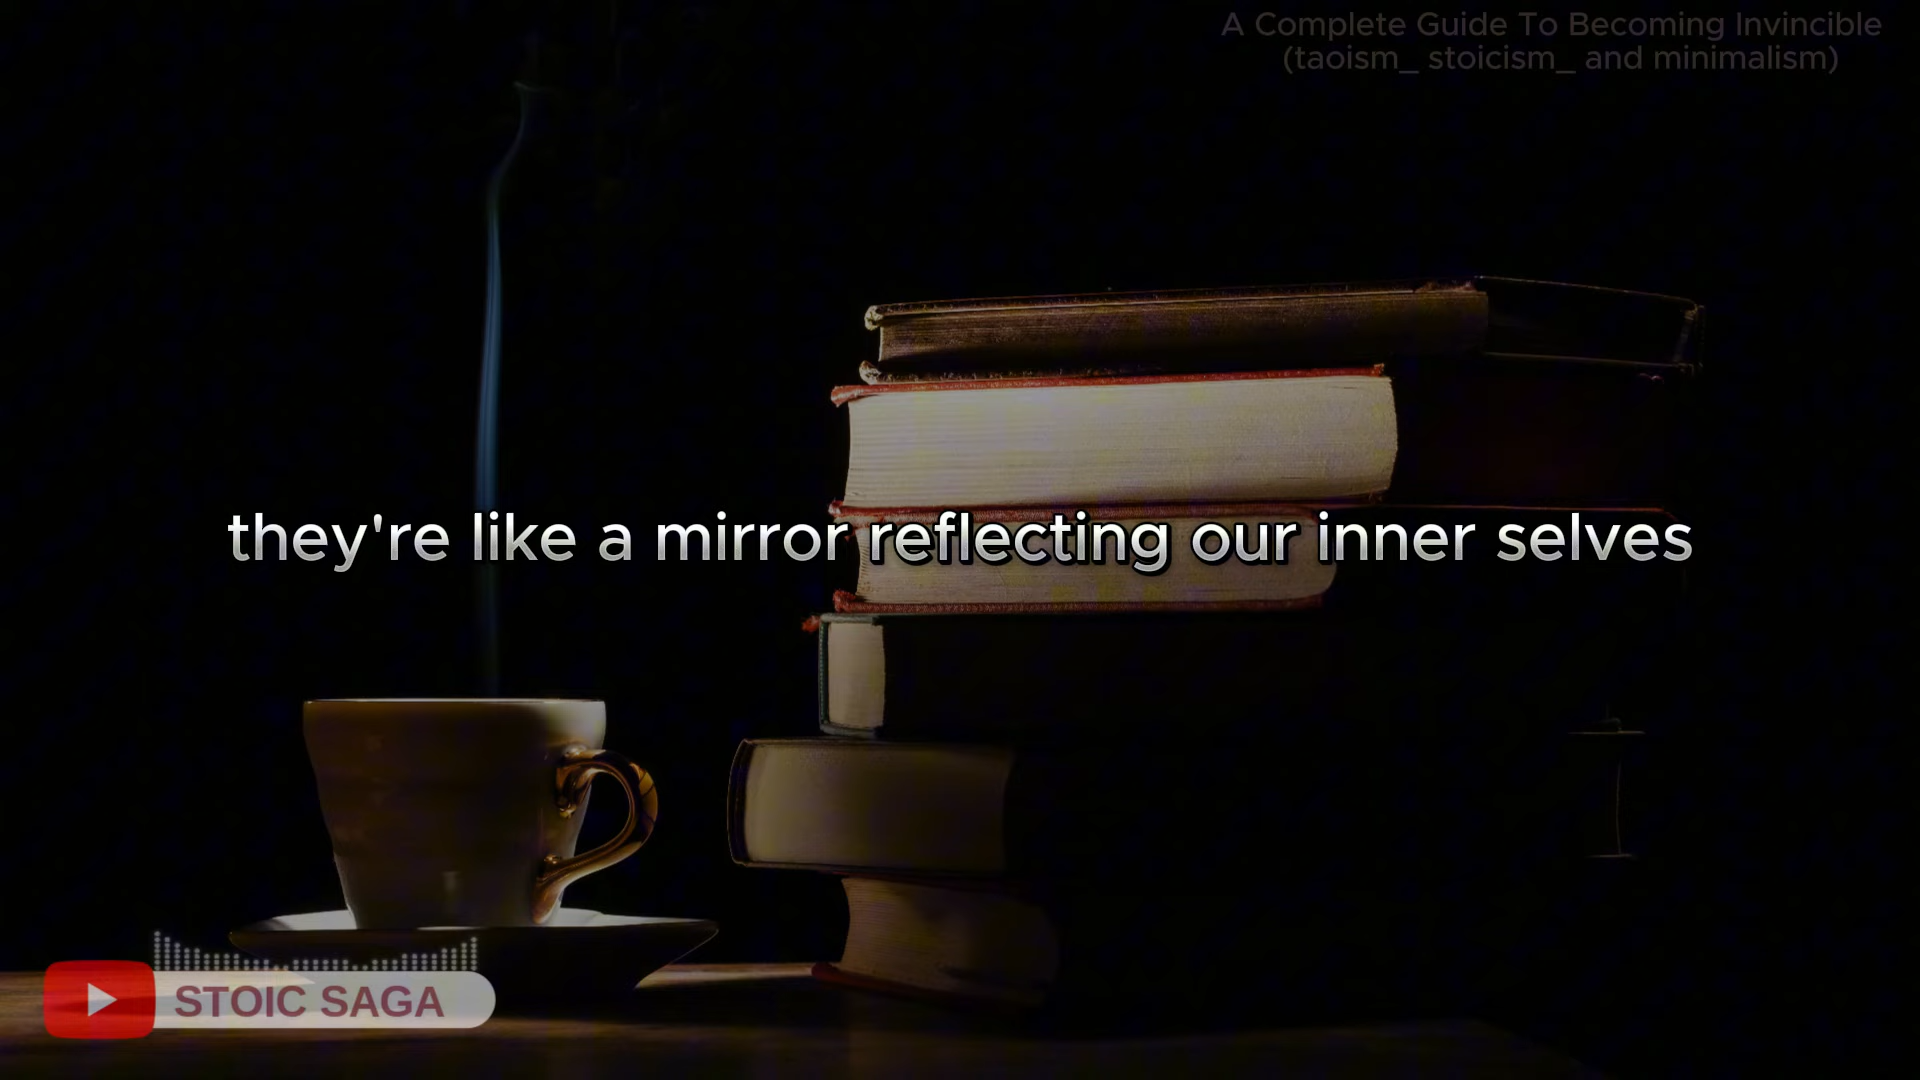 A Complete Guide To Becoming Invincible
(taoism_ stoicism_ and minimalism)
they're like a mirror reflecting our inner selves
STOIC SAGA